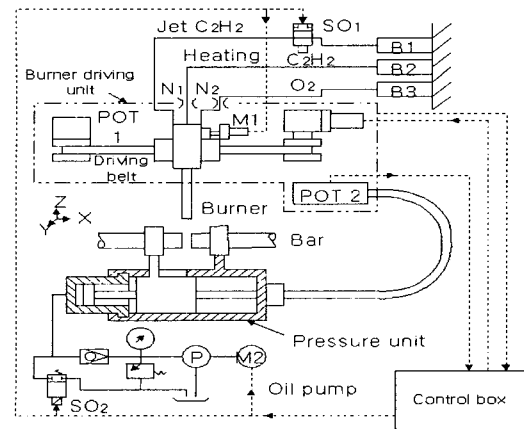 Jet C2H2
SO1
B1
Heating
C2H2
B2
Burner driving
unit
N1
N2
O2
B3
POT
1
M1
Driving
belt
POT 2
Z
X
Y
Burner
Bar
Pressure unit
P
M2
Oil pump
SO2
Control box